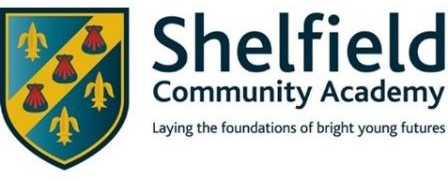 Shelfield
Community Academy
Laying the foundations of bright young futures